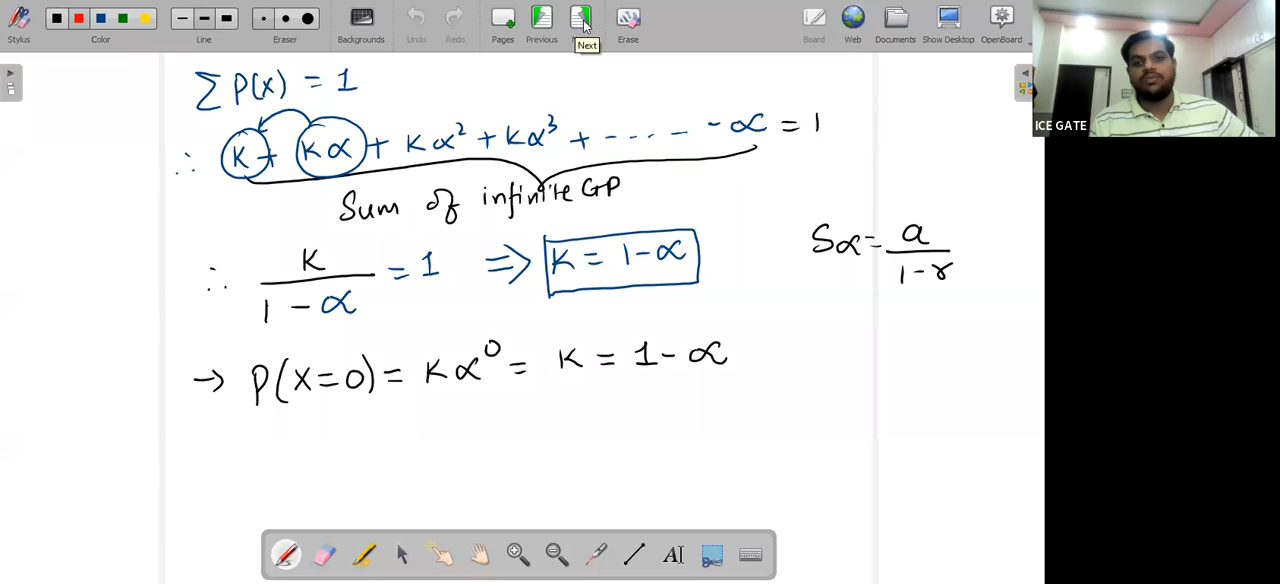 Stylus
Color
Line
Eraser
Backgrounds
Undo
Redo
Pages
Previous
Next
Erase
Board
Web
Documents
Show Desktop
OpenBoard
ICE GATE
∑ P(x) = 1
∴ K + Kα + Kα² + Kα³ + ------ -α = 1
Sum of infinite GP
∴ K / (1 - α) = 1 ⇒ K = 1-α
Sα = a / (1-r)
→ P(X=0) = Kα⁰ = K = 1-α